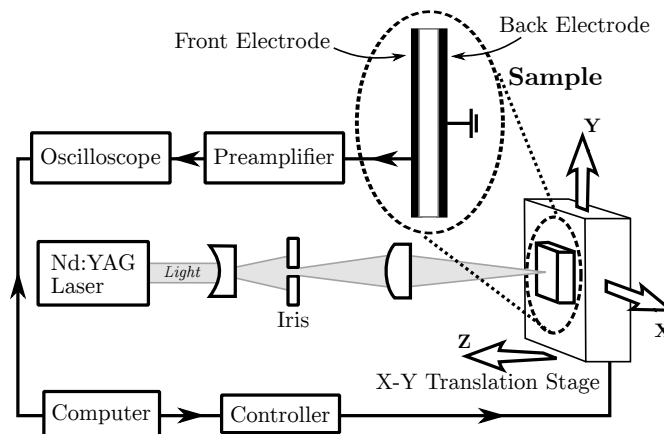 Front Electrode
Back Electrode
Sample
Oscilloscope
Preamplifier
Y
Nd:YAG
Laser
Light
Iris
X
Z
X-Y Translation Stage
Computer
Controller